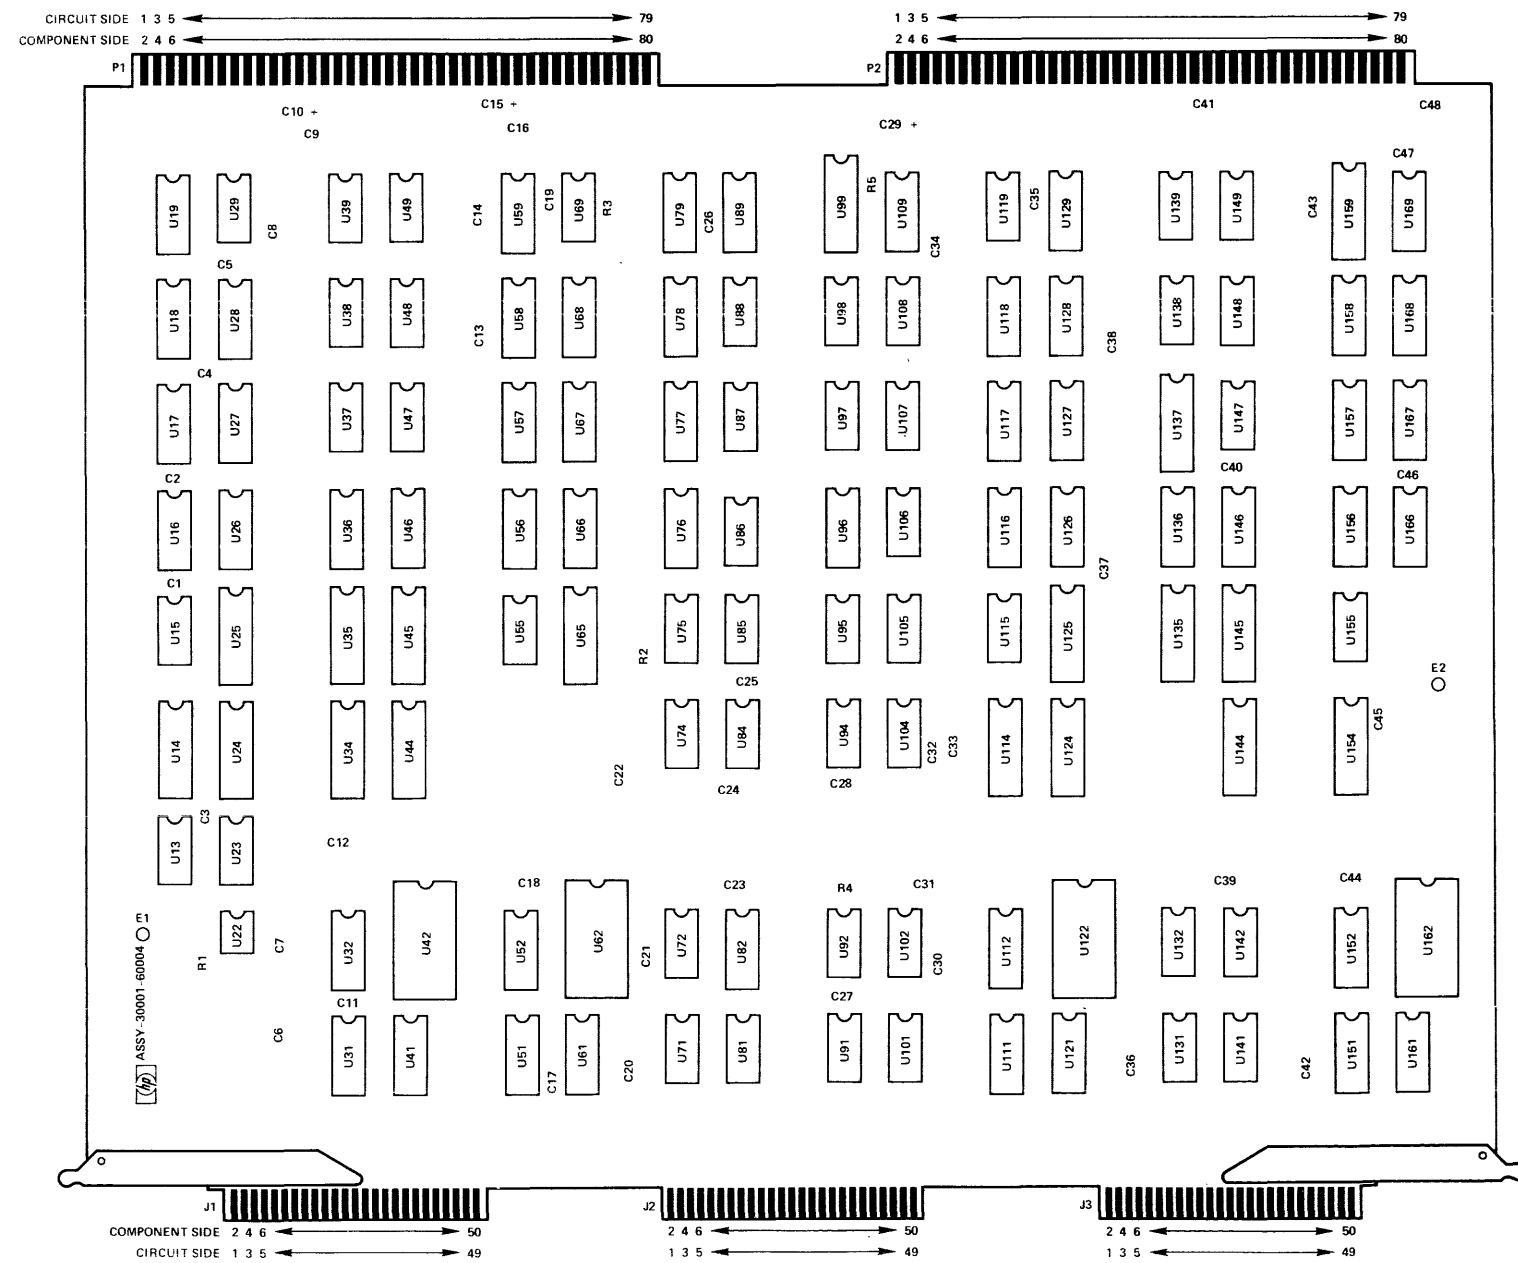 CIRCUIT SIDE 1 3 5 79 1 3 5 79
COMPONENT SIDE 2 4 6 80 2 4 6 80
P1 P2
C10 + C15 + C41 C48
C9 C16 C29 +
C47
U19 U29 C8 U39 U49 C14 U59 C19 U69 R3 U79 C26 U89 U99 R5 U109 C34 U119 C35 U129 U139 U149 C43 U159 U169
C5
U18 U28 U38 U48 C13 U58 U68 U78 U88 U98 U108 U118 U128 C38 U138 U148 U158 U168
C4
U17 U27 U37 U47 U57 U67 U77 U87 U97 U107 U117 U127 U137 U147 U157 U167
C2 C40 C46
U16 U26 U36 U46 U56 U66 U76 U86 U96 U106 U116 U126 C37 U136 U146 U156 U166
C1
U15 U25 U35 U45 U55 U65 R2 U75 U85 U95 U105 U115 U125 U135 U145 U155 E2
C25
U14 U24 U34 U44 C22 U74 U84 U94 U104 C32 C33 U114 U124 U144 U154 C45
C24 C28
U13 C3 U23 C12
C18 C23 R4 C31 C39 C44
E1 R1 U22 C7 U32 U42 U52 U62 C21 U72 U82 U92 U102 C30 U112 U122 U132 U142 U152 U162
C11 C27
hp ASSY-30001-60004 C6 U31 U41 U51 C17 U61 C20 U71 U81 U91 U101 U111 U121 C36 U131 U141 C42 U151 U161
J1 J2 J3
COMPONENT SIDE 2 4 6 50 2 4 6 50 2 4 6 50
CIRCUIT SIDE 1 3 5 49 1 3 5 49 1 3 5 49